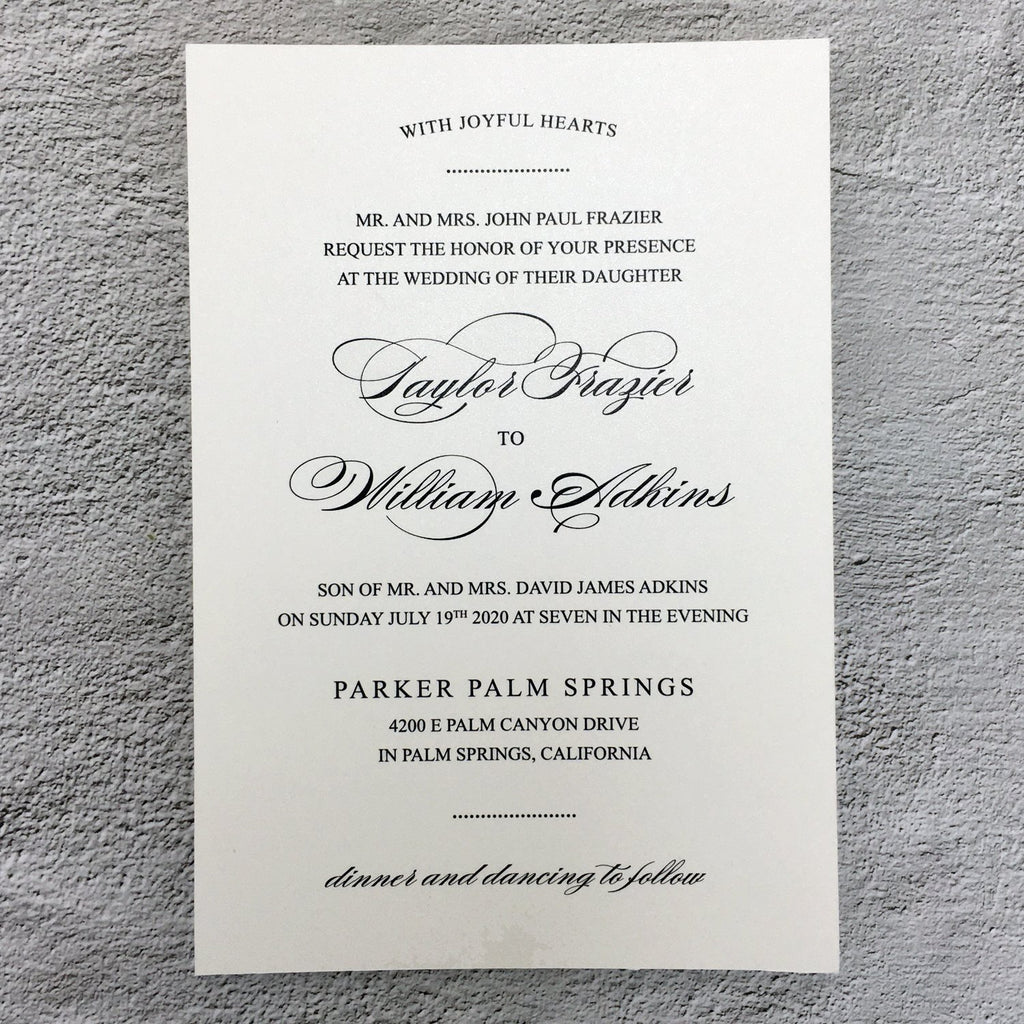 WITH JOYFUL HEARTS
MR. AND MRS. JOHN PAUL FRAZIER
REQUEST THE HONOR OF YOUR PRESENCE
AT THE WEDDING OF THEIR DAUGHTER
Taylor Frazier
TO
William Adkins
SON OF MR. AND MRS. DAVID JAMES ADKINS
ON SUNDAY JULY 19TH 2020 AT SEVEN IN THE EVENING
PARKER PALM SPRINGS
4200 E PALM CANYON DRIVE
IN PALM SPRINGS, CALIFORNIA
dinner and dancing to follow